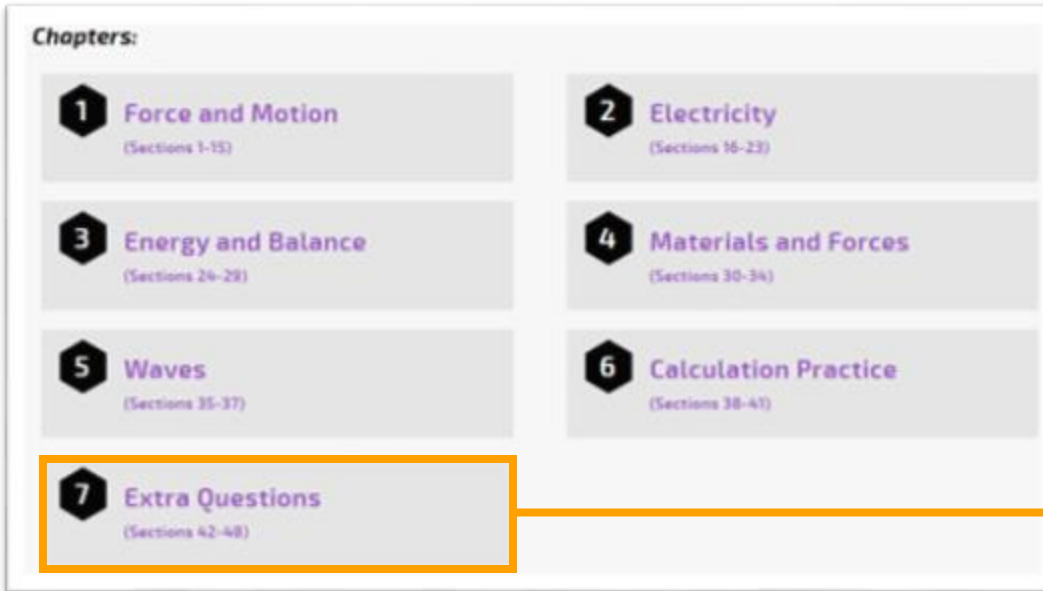 Chapters:
1 Force and Motion
(Sections 1-15)
2 Electricity
(Sections 16-23)
3 Energy and Balance
(Sections 24-29)
4 Materials and Forces
(Sections 30-34)
5 Waves
(Sections 35-37)
6 Calculation Practice
(Sections 38-41)
7 Extra Questions
(Sections 42-48)